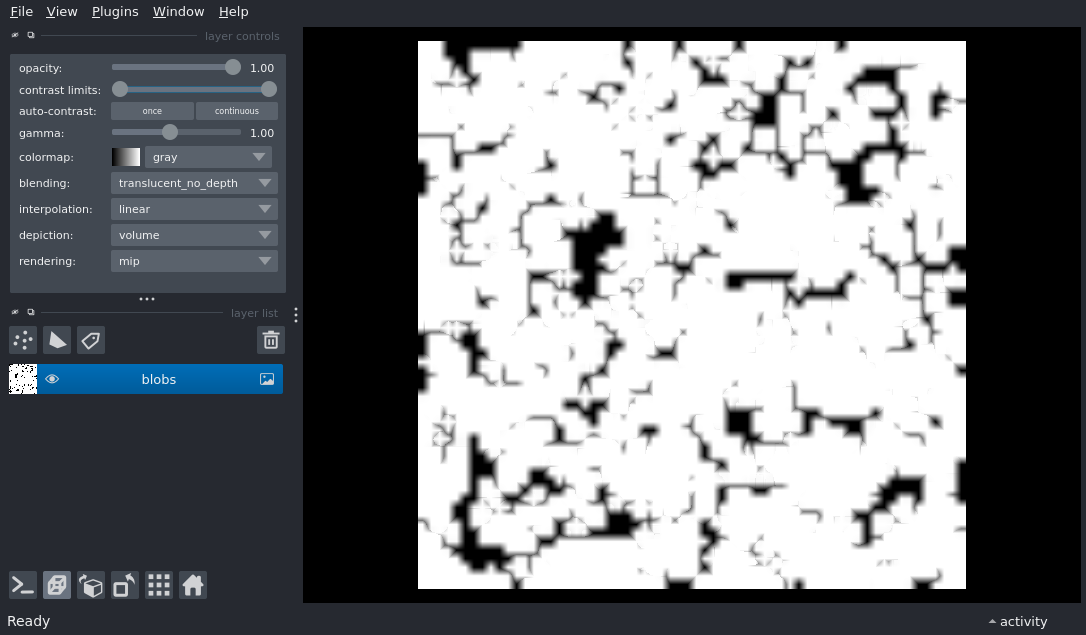 File View Plugins Window Help
layer controls
opacity: 1.00
contrast limits:
auto-contrast: once continuous
gamma: 1.00
colormap: gray
blending: translucent_no_depth
interpolation: linear
depiction: volume
rendering: mip
layer list
blobs
Ready
activity